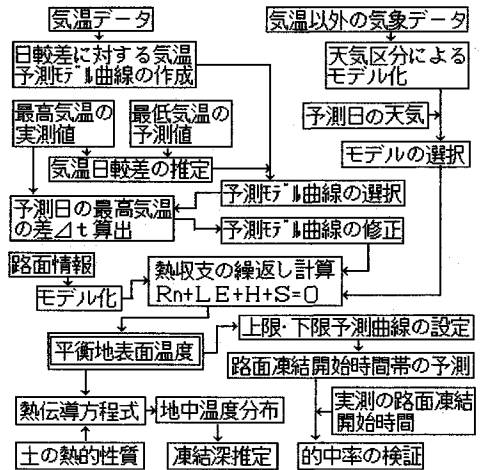 気温データ
気温以外の気象データ
日較差に対する気温
予測ﾓﾃﾞﾙ曲線の作成
天気区分による
モデル化
最高気温の
実測値
最低気温の
予測値
予測日の天気
気温日較差の推定
モデルの選択
予測ﾓﾃﾞﾙ曲線の選択
予測日の最高気温
の差⊿t算出
予測ﾓﾃﾞﾙ曲線の修正
路面情報
モデル化
熱収支の繰返し計算
Rn+LE+H+S=0
上限・下限予測曲線の設定
平衡地表面温度
路面凍結開始時間帯の予測
熱伝導方程式
地中温度分布
実測の路面凍結
開始時間
土の熱的性質
凍結深推定
的中率の検証